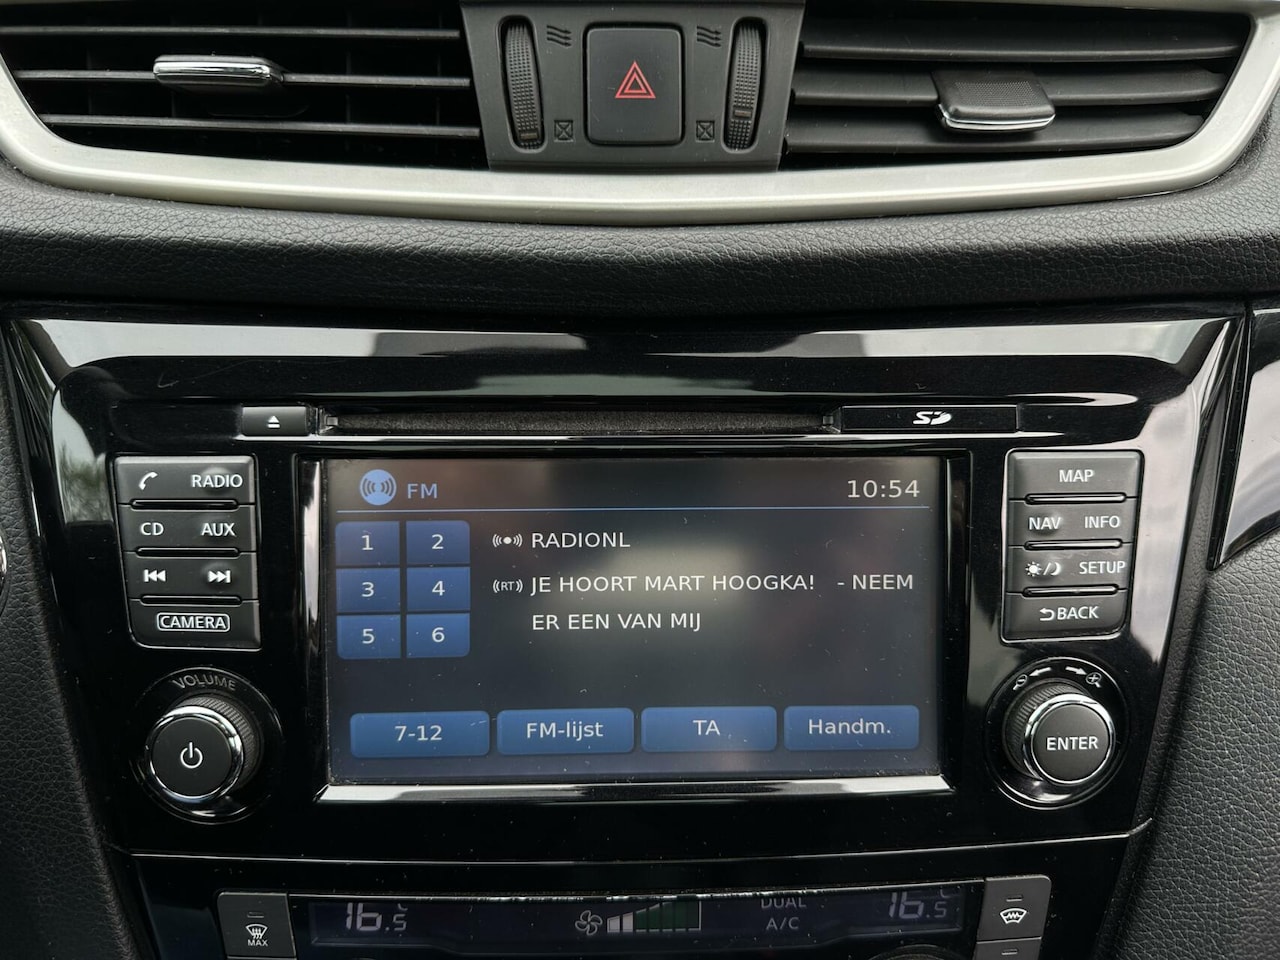 SD
RADIO
CD AUX
CAMERA
VOLUME
FM 10:54
1 2
3 4
5 6
RADIONL
(RT) JE HOORT MART HOOGKA! - NEEM
ER EEN VAN MIJ
7-12 FM-lijst TA Handm.
MAP
NAV INFO
SETUP
BACK
ENTER
MAX
16.5
DUAL
A/C
16.5